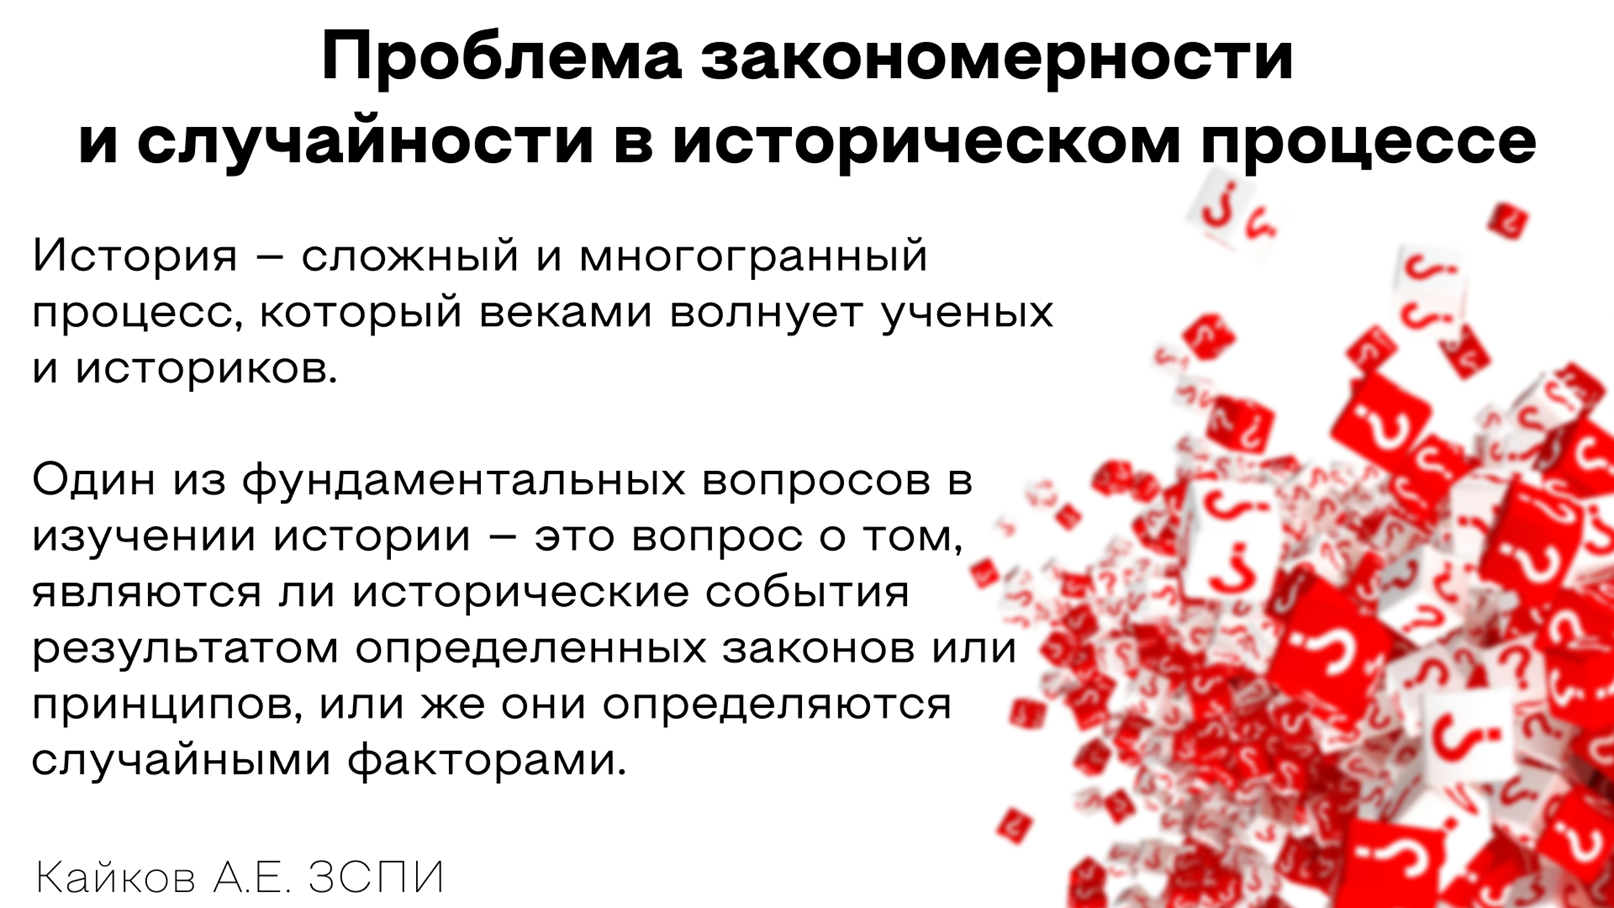 Проблема закономерности
и случайности в историческом процессе
История – сложный и многогранный
процесс, который веками волнует ученых
и историков.
Один из фундаментальных вопросов в
изучении истории – это вопрос о том,
являются ли исторические события
результатом определенных законов или
принципов, или же они определяются
случайными факторами.
Кайков А.Е. ЗСПИ